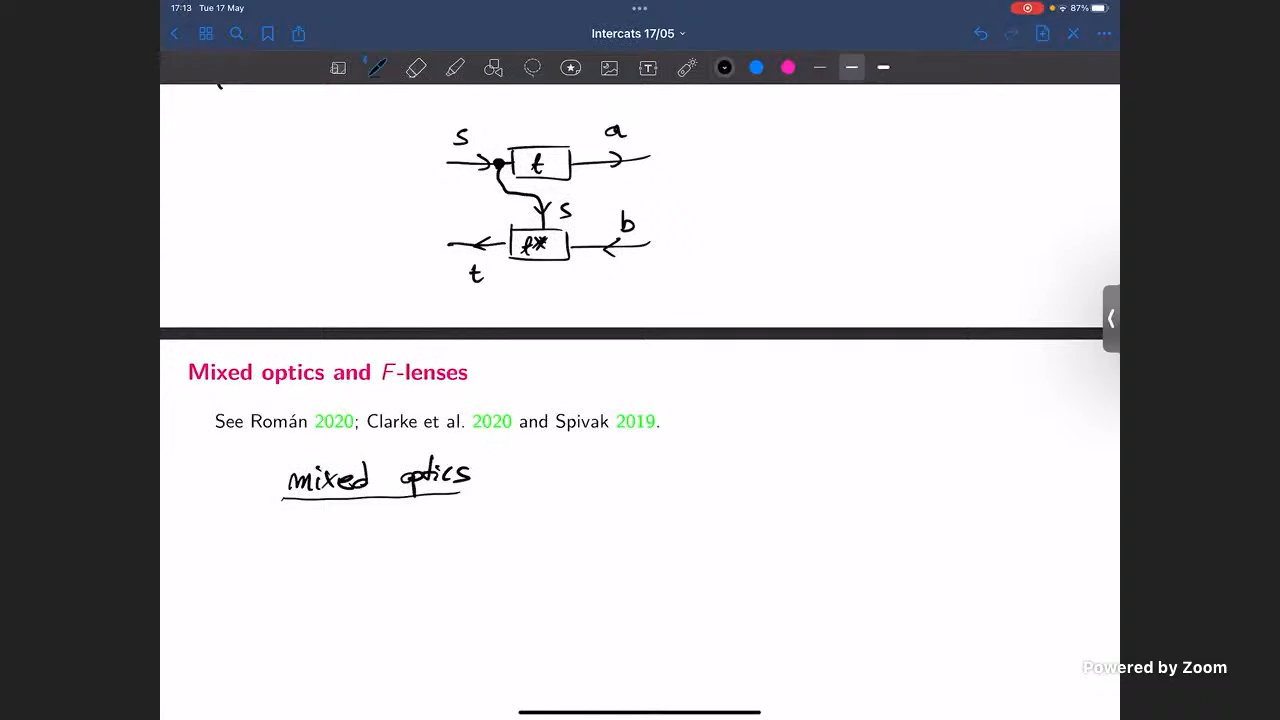 17:13 Tue 17 May
87%
Intercats 17/05
s
a
t
s
b
t
Mixed optics and F-lenses
See Román 2020; Clarke et al. 2020 and Spivak 2019.
mixed optics
Powered by Zoom